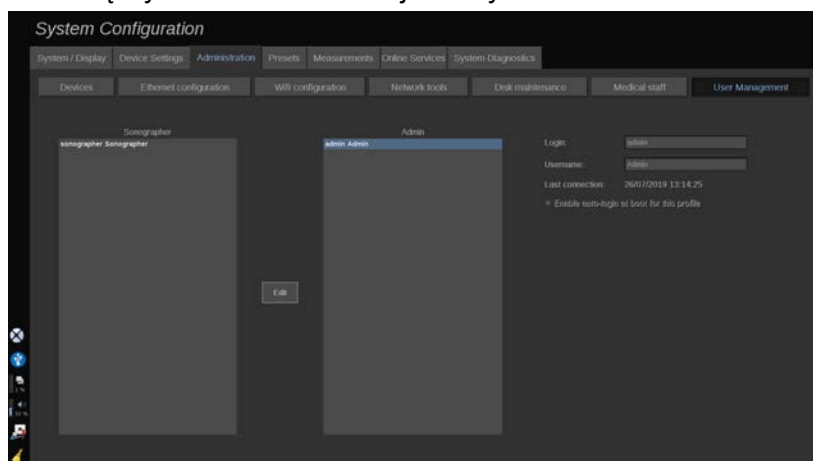 System Configuration
System / Display Device Settings Administration Presets Measurements Online Services System Diagnostics
Devices Ethernet configuration Wifi configuration Network tools Disk maintenance Medical staff User Management
Sonographer Admin
sonographer Sonographer admin Admin
Login: admin
Username: Admin
Last connection: 26/07/2019 13:14:25
Enable auto-login at boot for this profile
Edit
1 %